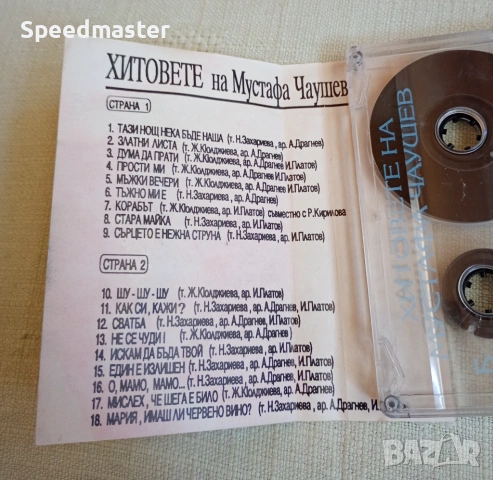 Speedmaster
ХИТОВЕТЕ на Мустафа Чаушев
СТРАНА 1
1. ТАЗИ НОЩ НЕКА БЪДЕ НАША (т. Н.Захариева, ар. А.Драгнев)
2. ЗЛАТНИ ЛИСТА (т. Ж.Кюлджиева, ар. А.Драгнев)
3. ДУМА ДА ПРАТИ (т. Ж.Кюлджиева, ар. А.Драгнев, И.Платов)
4. ПРОСТИ МИ (т. Ж.Кюлджиева, ар. А.Драгнев И.Платов)
5. МЪЖКИ ВЕЧЕРИ (т. Ж.Кюлджиева, ар. А.Драгнев)
6. ТЪЖНО МИ Е (т. Ж.Кюлджиева, ар. А.Драгнев)
7. КОРАБЪТ (т. Ж.Кюлджиева, И.Платов) съвместно с Р.Кирилова
8. СТАРА МАЙКА (т. Н.Захариева, ар. А.Драгнев)
9. СЪРЦЕТО Е НЕЖНА СТРУНА (т. Н.Захариева, ар. И.Платов)
СТРАНА 2
10. ШУ - ШУ - ШУ (т. Ж.Кюлджиева, И.Платов)
11. КАК СИ, КАЖИ ? (т. Н.Захариева, ар. А.Драгнев, И.Платов)
12. СВАТБА (т. Н.Захариева, ар. А.Драгнев, И.Платов)
13. НЕ СЕ ЧУДИ ! (т. Ж.Кюлджиева, ар. А.Драгнев)
14. ИСКАМ ДА БЪДА ТВОЙ (т. Н.Захариева, ар. И.Платов)
15. ЕДИН Е ИЗЛИШЕН (т. Н.Захариева, ар. А.Драгнев, И.Платов)
16. О, МАМО, МАМО... (т. Ж.Кюлджиева, ар. А.Драгнев)
17. МИСЛЕХ, ЧЕ ШЕГА Е БИЛО (т. Ж.Кюлджиева, ар. А.Драгнев)
18. МАРИЯ, ИМАШ ЛИ ЧЕРВЕНО ВИНО? (т. Н.Захариева, ар. А.Драгнев, И.
ХИТОВЕТЕ НА
МУСТАФА ЧАУШЕВ
BAZAR